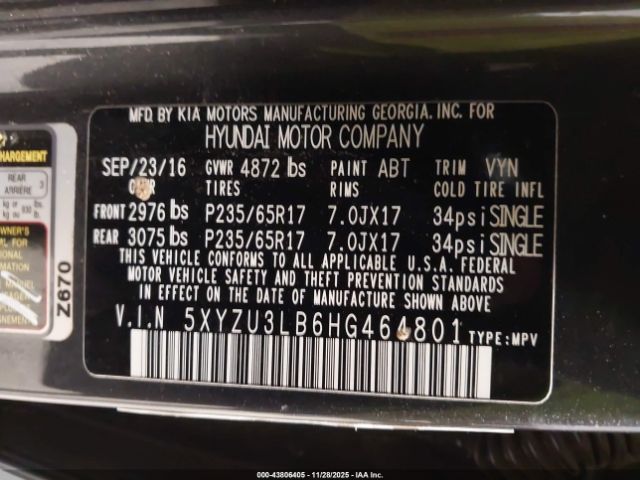 MFD. BY KIA MOTORS MANUFACTURING GEORGIA. INC. FOR
HYUNDAI MOTOR COMPANY
SEP/23/16 GVWR 4872 lbs PAINT ABT TRIM VYN
TIRES RIMS COLD TIRE INFL
FRONT 2976 lbs P235/65R17 7.0JX17 34psi SINGLE
REAR 3075 lbs P235/65R17 7.0JX17 34psi SINGLE
THIS VEHICLE CONFORMS TO ALL APPLICABLE U.S.A. FEDERAL
MOTOR VEHICLE SAFETY AND THEFT PREVENTION STANDARDS
IN EFFECT ON THE DATE OF MANUFACTURE SHOWN ABOVE.
V.I.N 5XYZU3LB6HG464801 TYPE:MPV
REAR
ARRIÈRE 3
Z670
00-43806405 - 11/28/2025 - IAA Inc.